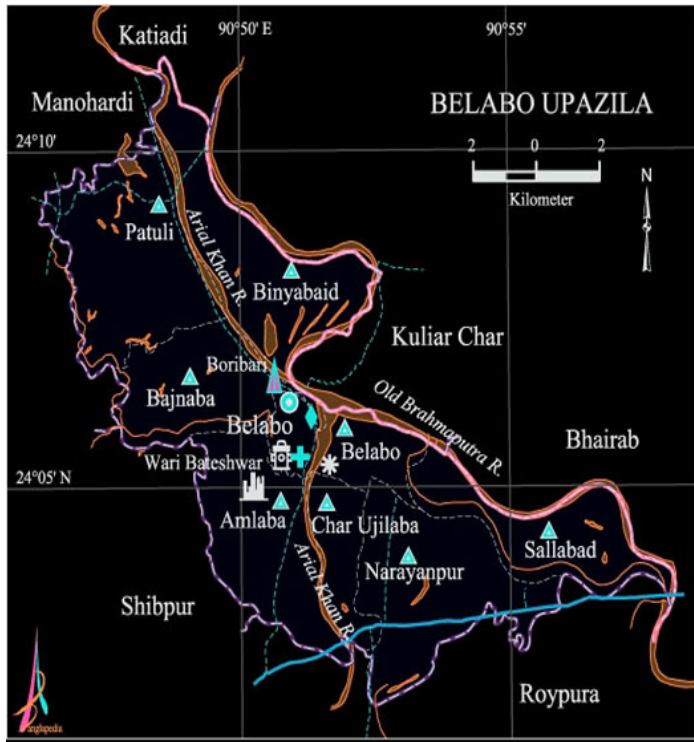 90°50' E
90°55'
Katiadi
Manohardi
BELABO UPAZILA
24°10'
2 0 2
Kilometer
N
Patuli
Arial Khan R.
Binyabaid
Kuliar Char
Boribari
Bajnaba
Old Brahmaputra R.
Belabo
Belabo
Bhairab
Wari Bateshwar
24°05' N
Amlaba
Char Ujilaba
Sallabad
Narayanpur
Arial Khan R.
Shibpur
Roypura
anglapedia